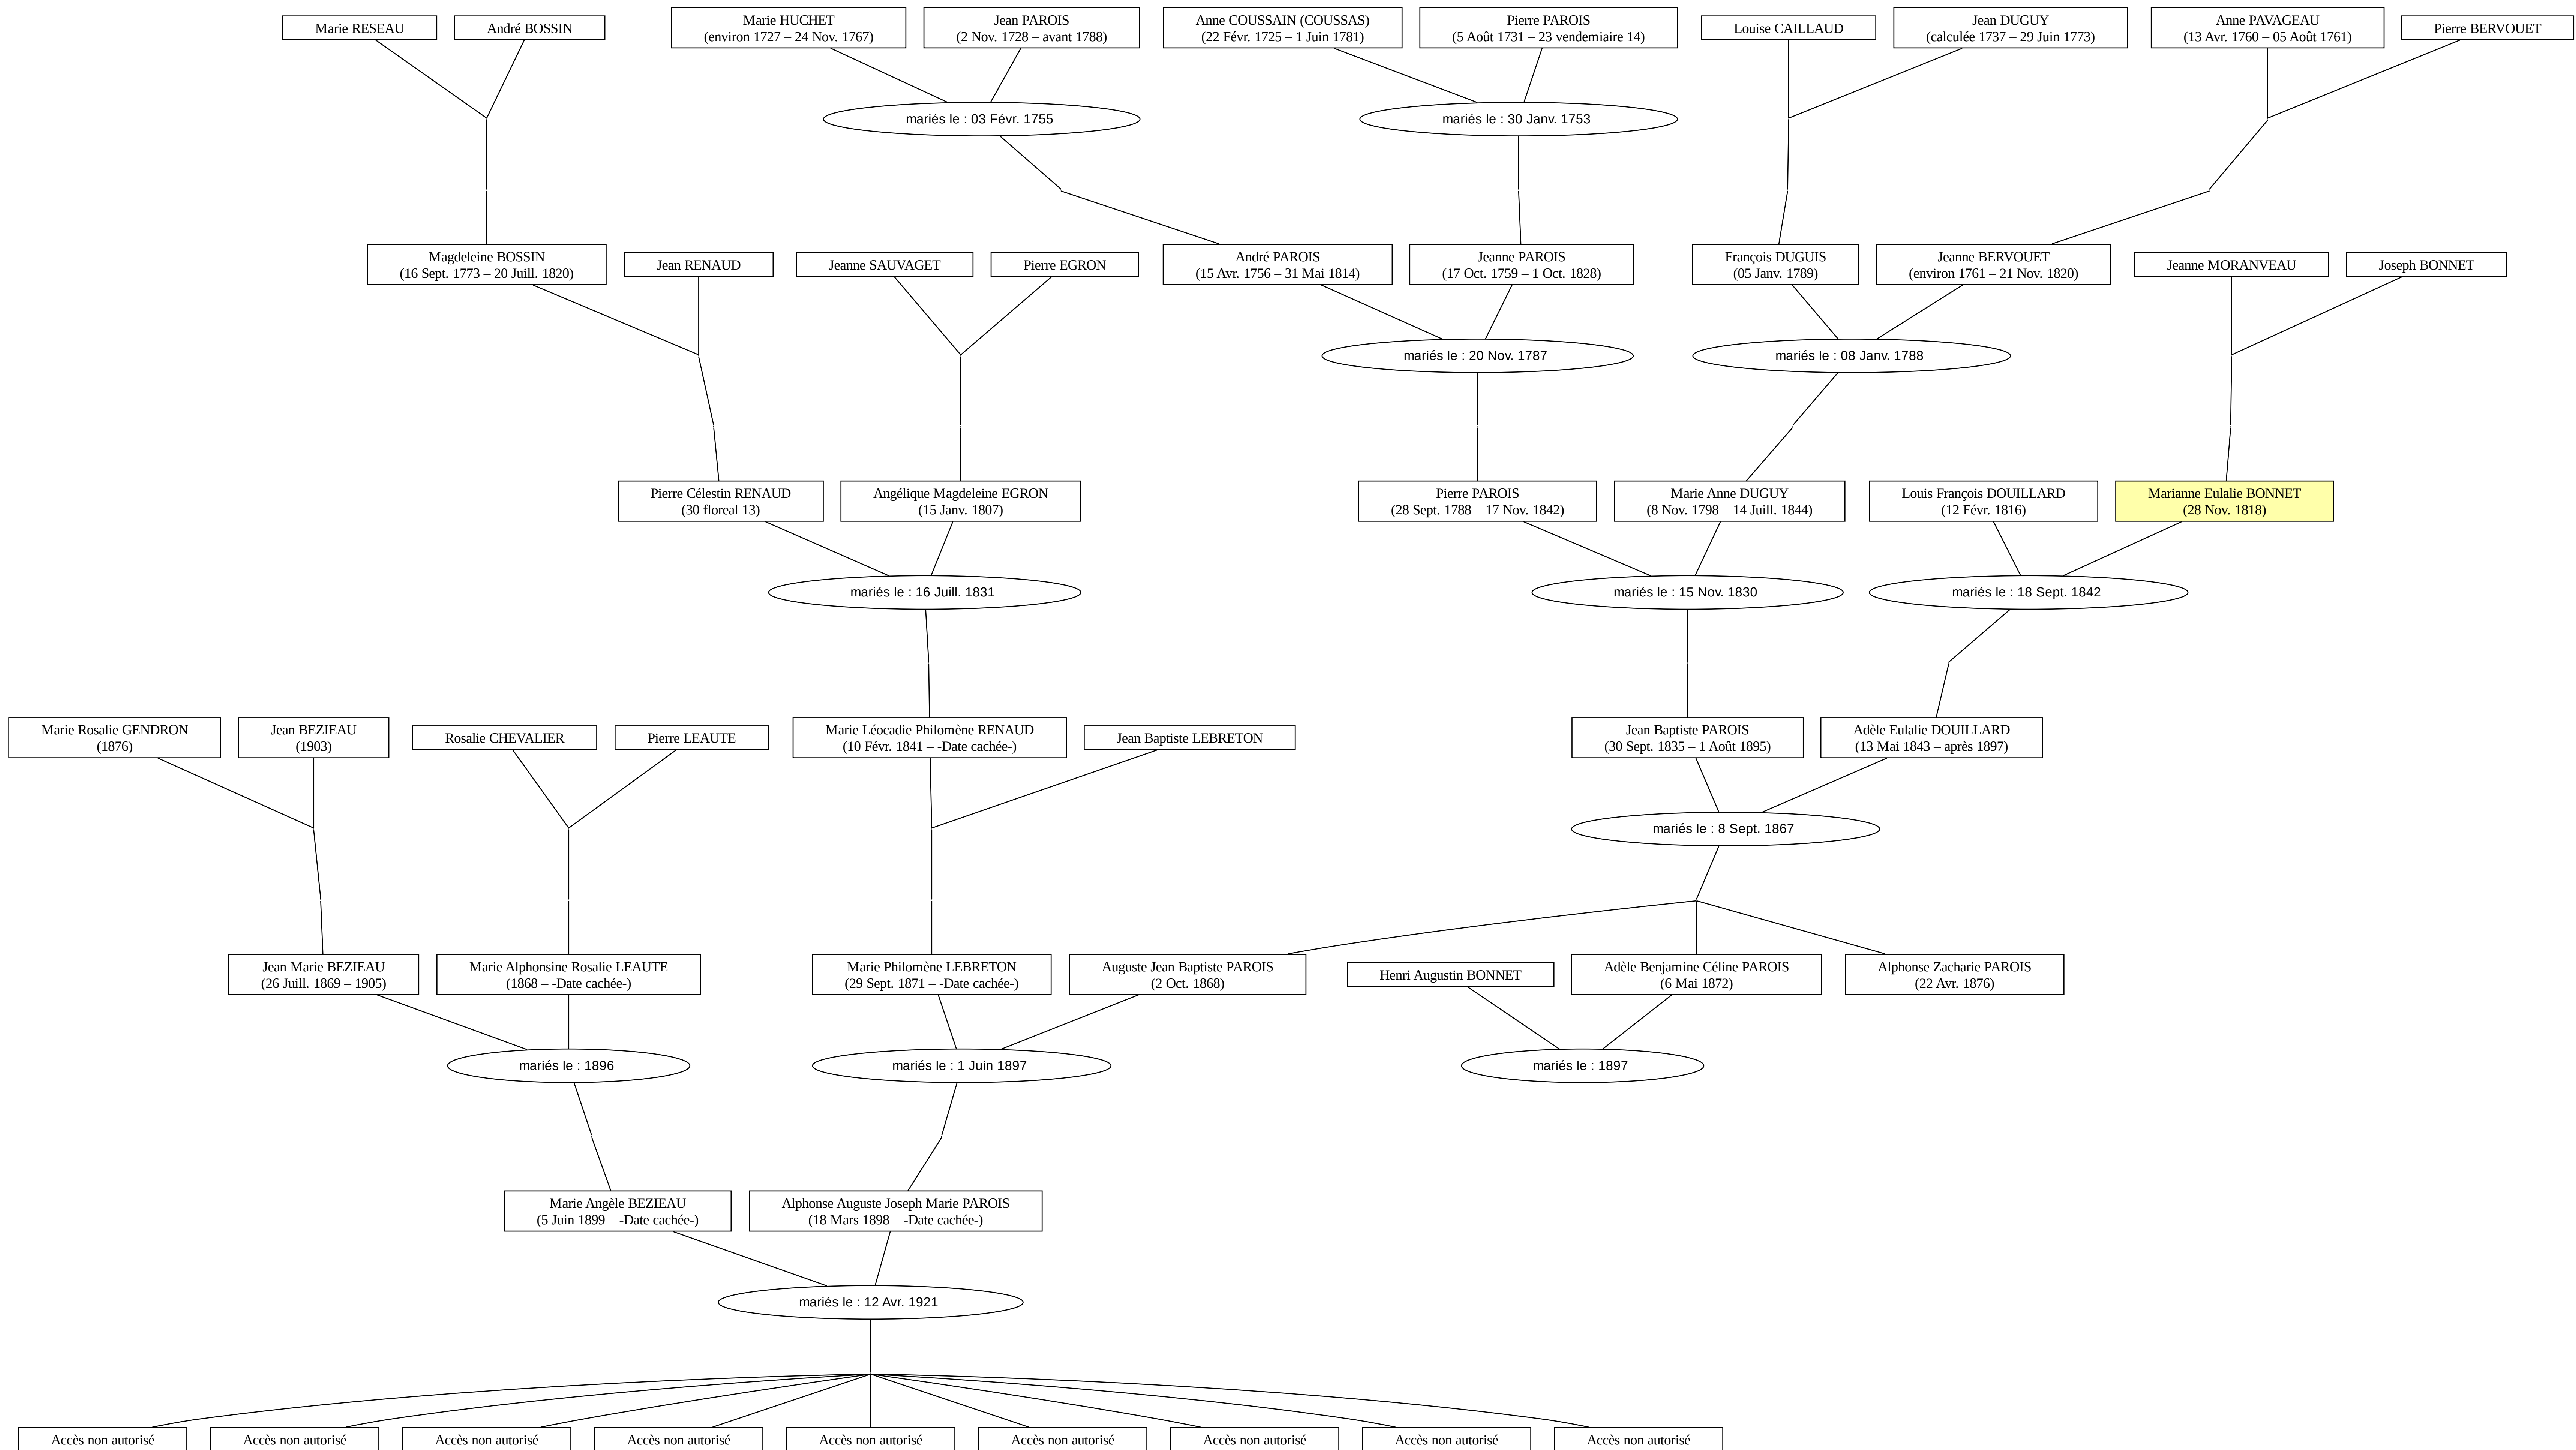 Marie RESEAU
André BOSSIN
Marie HUCHET
(environ 1727 – 24 Nov. 1767)
Jean PAROIS
(2 Nov. 1728 – avant 1788)
Anne COUSSAIN (COUSSAS)
(22 Févr. 1725 – 1 Juin 1781)
Pierre PAROIS
(5 Août 1731 – 23 vendemiaire 14)
Louise CAILLAUD
Jean DUGUY
(calculée 1737 – 29 Juin 1773)
Anne PAVAGEAU
(13 Avr. 1760 – 05 Août 1761)
Pierre BERVOUET
mariés le : 03 Févr. 1755
mariés le : 30 Janv. 1753
Magdeleine BOSSIN
(16 Sept. 1773 – 20 Juill. 1820)
Jean RENAUD
Jeanne SAUVAGET
Pierre EGRON
André PAROIS
(15 Avr. 1756 – 31 Mai 1814)
Jeanne PAROIS
(17 Oct. 1759 – 1 Oct. 1828)
François DUGUIS
(05 Janv. 1789)
Jeanne BERVOUET
(environ 1761 – 21 Nov. 1820)
Jeanne MORANVEAU
Joseph BONNET
mariés le : 20 Nov. 1787
mariés le : 08 Janv. 1788
Pierre Célestin RENAUD
(30 floreal 13)
Angélique Magdeleine EGRON
(15 Janv. 1807)
Pierre PAROIS
(28 Sept. 1788 – 17 Nov. 1842)
Marie Anne DUGUY
(8 Nov. 1798 – 14 Juill. 1844)
Louis François DOUILLARD
(12 Févr. 1816)
Marianne Eulalie BONNET
(28 Nov. 1818)
mariés le : 16 Juill. 1831
mariés le : 15 Nov. 1830
mariés le : 18 Sept. 1842
Marie Rosalie GENDRON
(1876)
Jean BEZIEAU
(1903)
Rosalie CHEVALIER
Pierre LEAUTE
Marie Léocadie Philomène RENAUD
(10 Févr. 1841 – -Date cachée-)
Jean Baptiste LEBRETON
Jean Baptiste PAROIS
(30 Sept. 1835 – 1 Août 1895)
Adèle Eulalie DOUILLARD
(13 Mai 1843 – après 1897)
mariés le : 8 Sept. 1867
Jean Marie BEZIEAU
(26 Juill. 1869 – 1905)
Marie Alphonsine Rosalie LEAUTE
(1868 – -Date cachée-)
Marie Philomène LEBRETON
(29 Sept. 1871 – -Date cachée-)
Auguste Jean Baptiste PAROIS
(2 Oct. 1868)
Henri Augustin BONNET
Adèle Benjamine Céline PAROIS
(6 Mai 1872)
Alphonse Zacharie PAROIS
(22 Avr. 1876)
mariés le : 1896
mariés le : 1 Juin 1897
mariés le : 1897
Marie Angèle BEZIEAU
(5 Juin 1899 – -Date cachée-)
Alphonse Auguste Joseph Marie PAROIS
(18 Mars 1898 – -Date cachée-)
mariés le : 12 Avr. 1921
Accès non autorisé
Accès non autorisé
Accès non autorisé
Accès non autorisé
Accès non autorisé
Accès non autorisé
Accès non autorisé
Accès non autorisé
Accès non autorisé